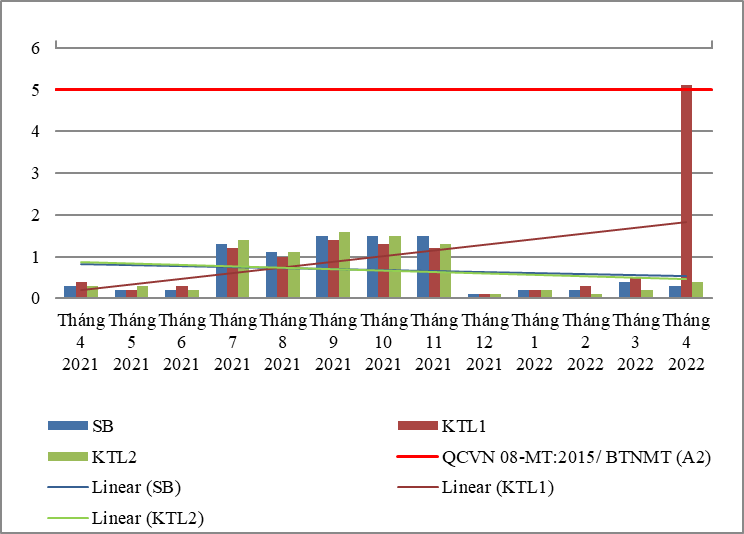 6
5
4
3
2
1
0
Tháng Tháng Tháng Tháng Tháng Tháng Tháng Tháng Tháng Tháng Tháng Tháng Tháng
4 5 6 7 8 9 10 11 12 1 2 3 4
2021 2021 2021 2021 2021 2021 2021 2021 2021 2022 2022 2022 2022
SB KTL1
KTL2 QCVN 08-MT:2015/ BTNMT (A2)
Linear (SB) Linear (KTL1)
Linear (KTL2)